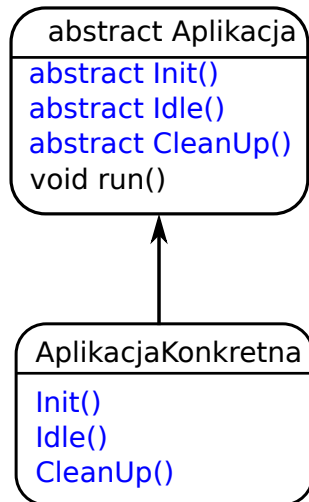 abstract Aplikacja
abstract Init()
abstract Idle()
abstract CleanUp()
void run()
AplikacjaKonkretna
Init()
Idle()
CleanUp()